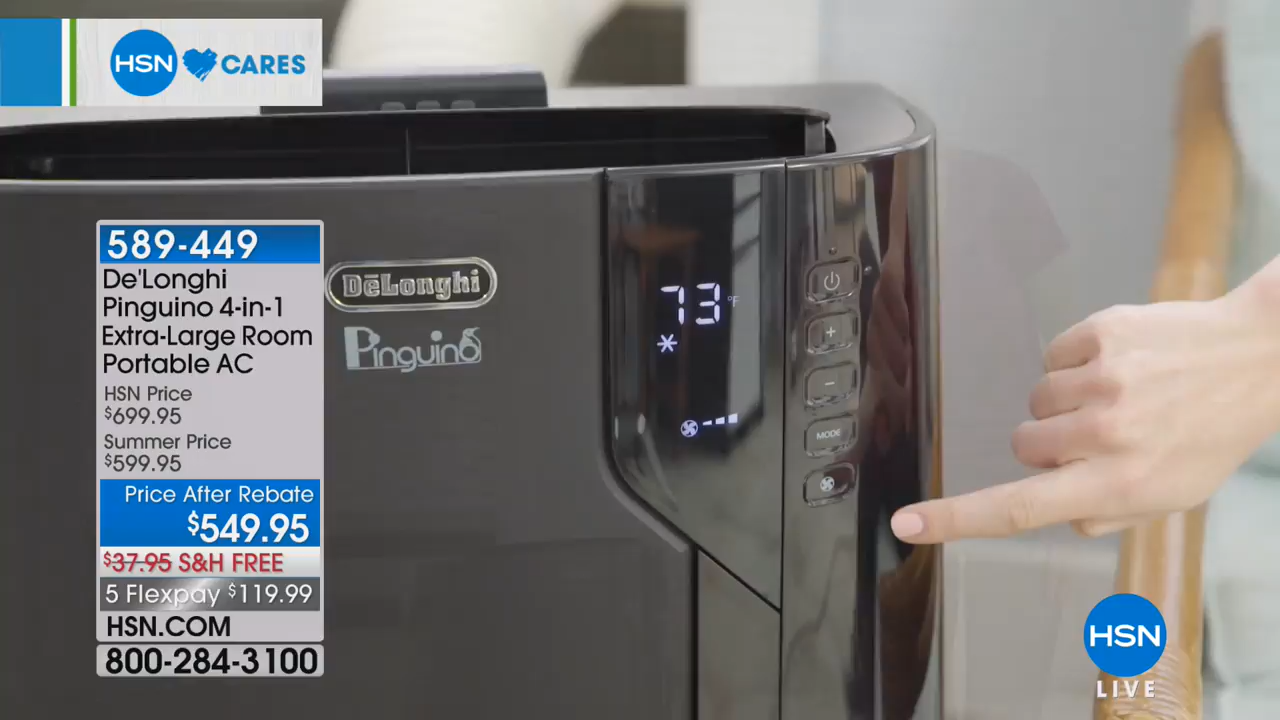 HSN CARES
589-449
De'Longhi
Pinguino 4-in-1
Extra-Large Room
Portable AC
HSN Price
$699.95
Summer Price
$599.95
Price After Rebate
$549.95
$37.95 S&H FREE
5 Flexpay $119.99
HSN.COM
800-284-3100
DēLonghi
Pinguino
73 °F
+
-
MODE
HSN
LIVE